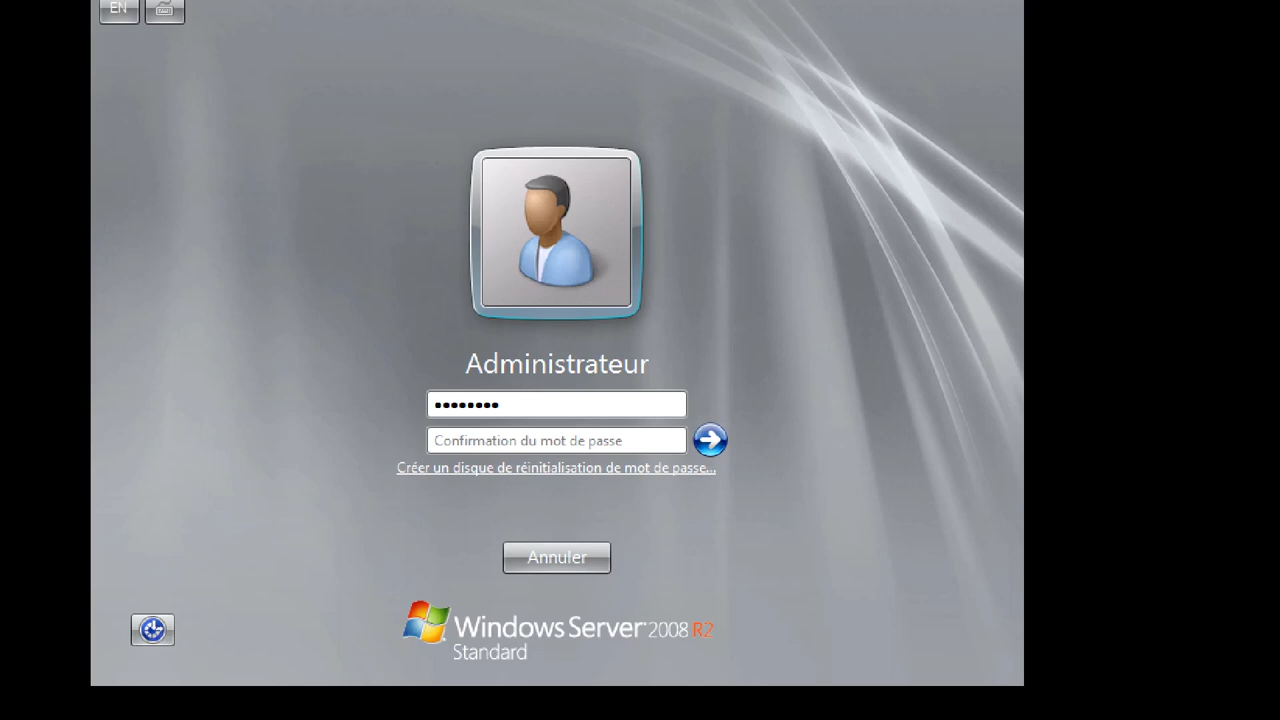 EN
Administrateur
Confirmation du mot de passe
Créer un disque de réinitialisation de mot de passe...
Annuler
Windows Server 2008 R2
Standard